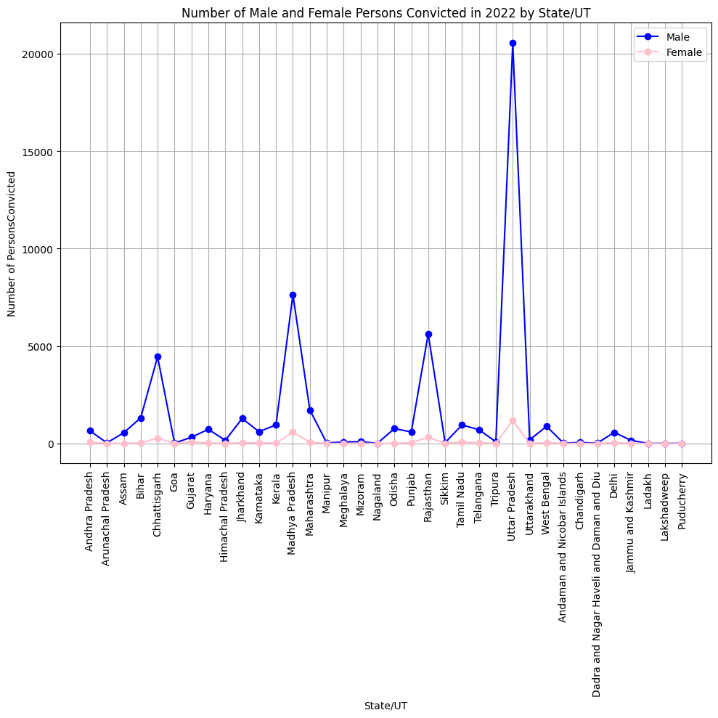 Number of Male and Female Persons Convicted in 2022 by State/UT
Male
Female
20000
15000
10000
5000
0
Number of PersonsConvicted
Andhra Pradesh
Arunachal Pradesh
Assam
Bihar
Chhattisgarh
Goa
Gujarat
Haryana
Himachal Pradesh
Jharkhand
Karnataka
Kerala
Madhya Pradesh
Maharashtra
Manipur
Meghalaya
Mizoram
Nagaland
Odisha
Punjab
Rajasthan
Sikkim
Tamil Nadu
Telangana
Tripura
Uttar Pradesh
Uttarakhand
West Bengal
Andaman and Nicobar Islands
Chandigarh
Dadra and Nagar Haveli and Daman and Diu
Delhi
Jammu and Kashmir
Ladakh
Lakshadweep
Puducherry
State/UT